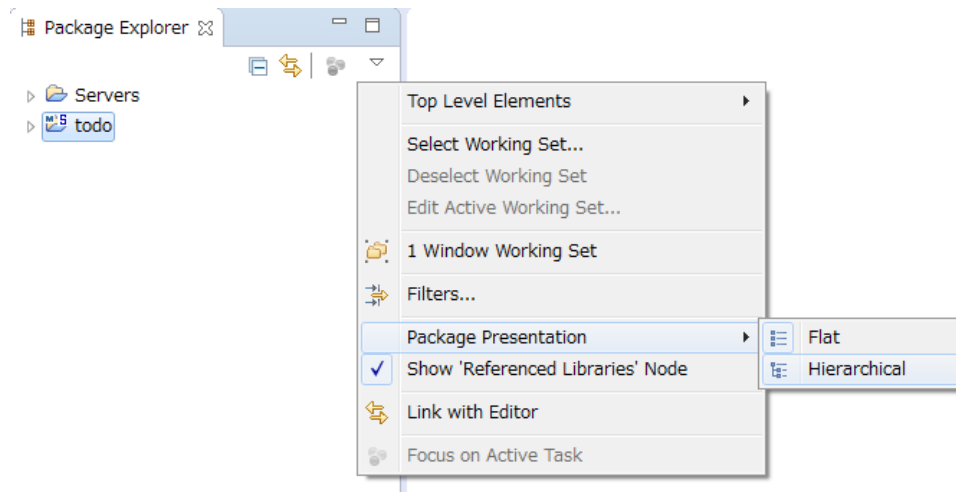 Package Explorer
Servers
todo
Top Level Elements
Select Working Set...
Deselect Working Set
Edit Active Working Set...
1 Window Working Set
Filters...
Package Presentation
Flat
Show 'Referenced Libraries' Node
Hierarchical
Link with Editor
Focus on Active Task